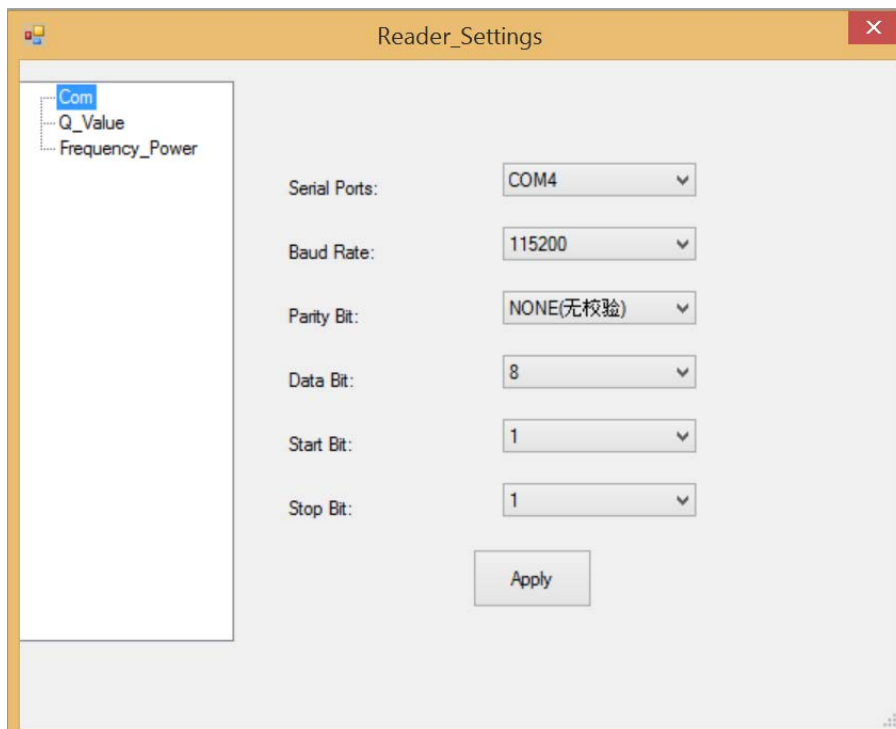 Reader_Settings
Com
Q_Value
Frequency_Power
Serial Ports: COM4
Baud Rate: 115200
Parity Bit: NONE(无校验)
Data Bit: 8
Start Bit: 1
Stop Bit: 1
Apply